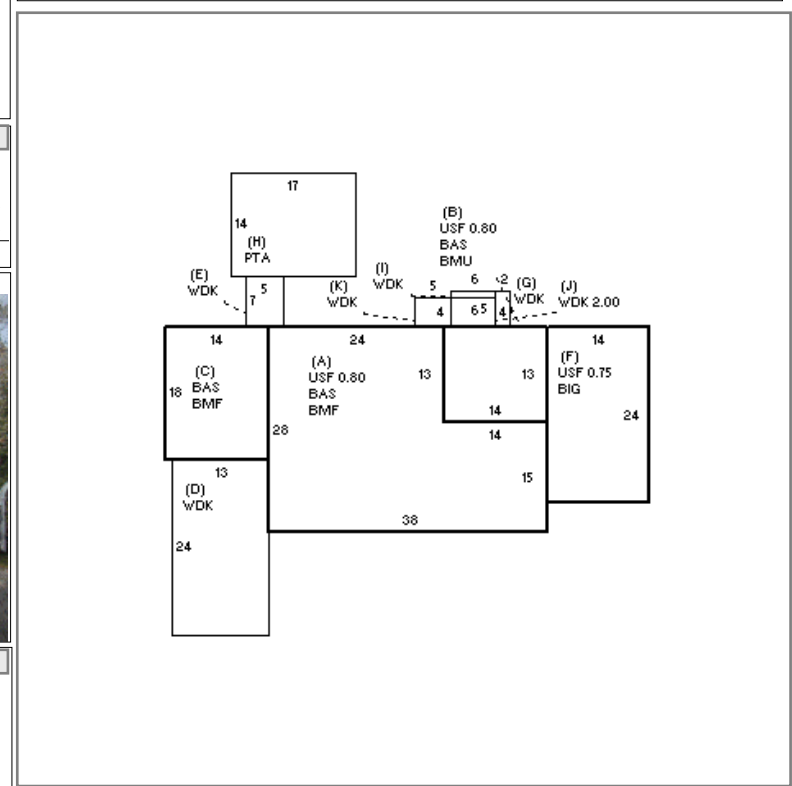 17
14
(H)
PTA
(B)
USF 0.80
BAS
BMU
(E)
WDK
5
7
(K)
WDK
(I)
WDK
5
4
6
6
5
2
4
(G)
WDK
(J)
WDK 2.00
14
18
(C)
BAS
BMF
24
(A)
USF 0.80
BAS
BMF
28
13
13
14
14
15
38
14
(F)
USF 0.75
BIG
24
13
(D)
WDK
24